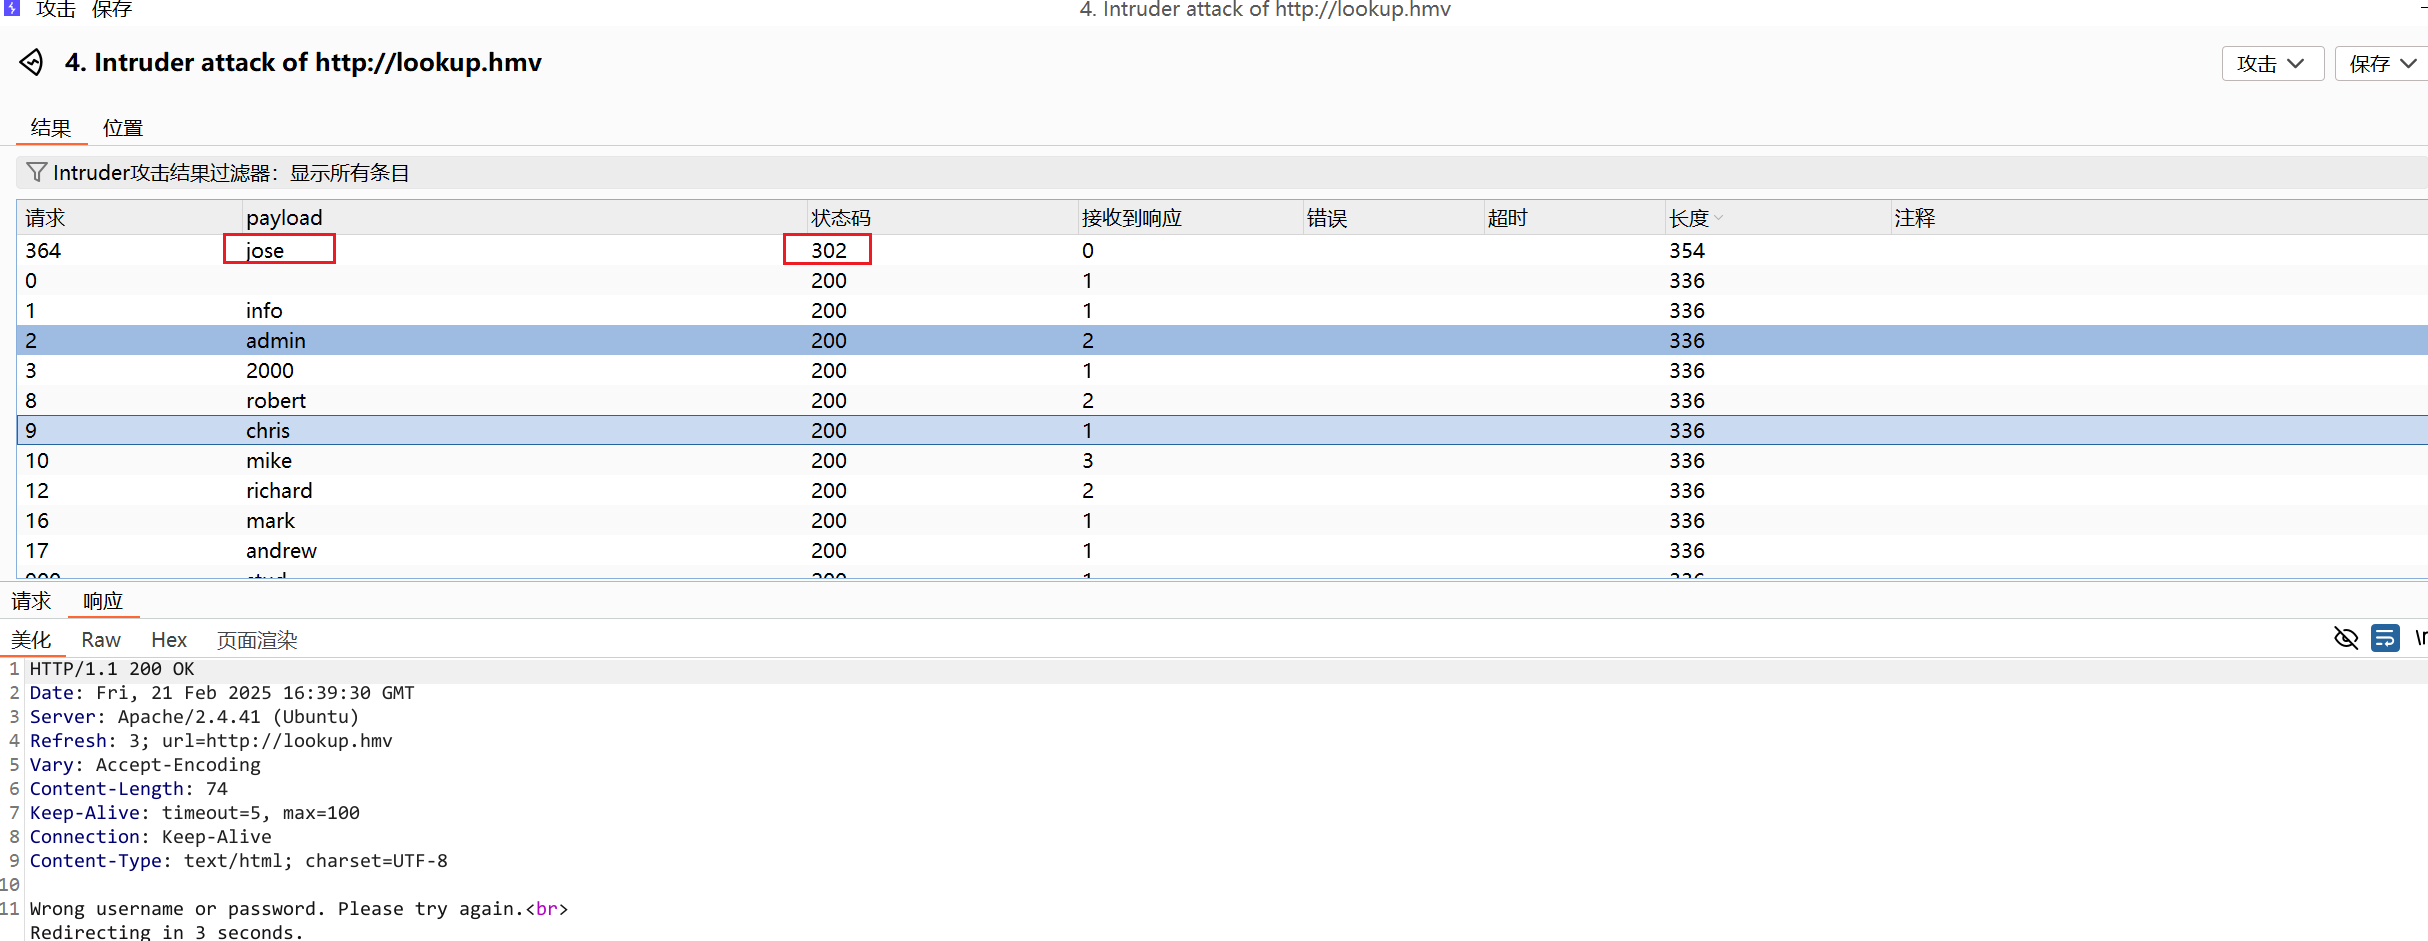 攻击 保存 4. Intruder attack of http://lookup.hmv
4. Intruder attack of http://lookup.hmv 攻击 保存
结果 位置
Intruder攻击结果过滤器：显示所有条目
请求 payload 状态码 接收到响应 错误 超时 长度 注释
364 jose 302 0 354
0 200 1 336
1 info 200 1 336
2 admin 200 2 336
3 2000 200 1 336
8 robert 200 2 336
9 chris 200 1 336
10 mike 200 3 336
12 richard 200 2 336
16 mark 200 1 336
17 andrew 200 1 336
请求 响应
美化 Raw Hex 页面渲染
1 HTTP/1.1 200 OK
2 Date: Fri, 21 Feb 2025 16:39:30 GMT
3 Server: Apache/2.4.41 (Ubuntu)
4 Refresh: 3; url=http://lookup.hmv
5 Vary: Accept-Encoding
6 Content-Length: 74
7 Keep-Alive: timeout=5, max=100
8 Connection: Keep-Alive
9 Content-Type: text/html; charset=UTF-8
10
11 Wrong username or password. Please try again.<br>
Redirecting in 3 seconds.